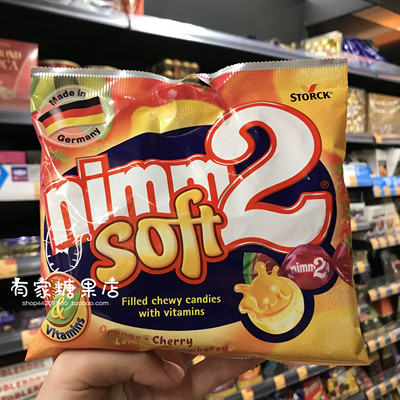 STORCK®
Made in
Germany
nimm2®
soft
nimm2
Filled chewy candies
with vitamins
& Vitamins
有家糖果店
Cherry